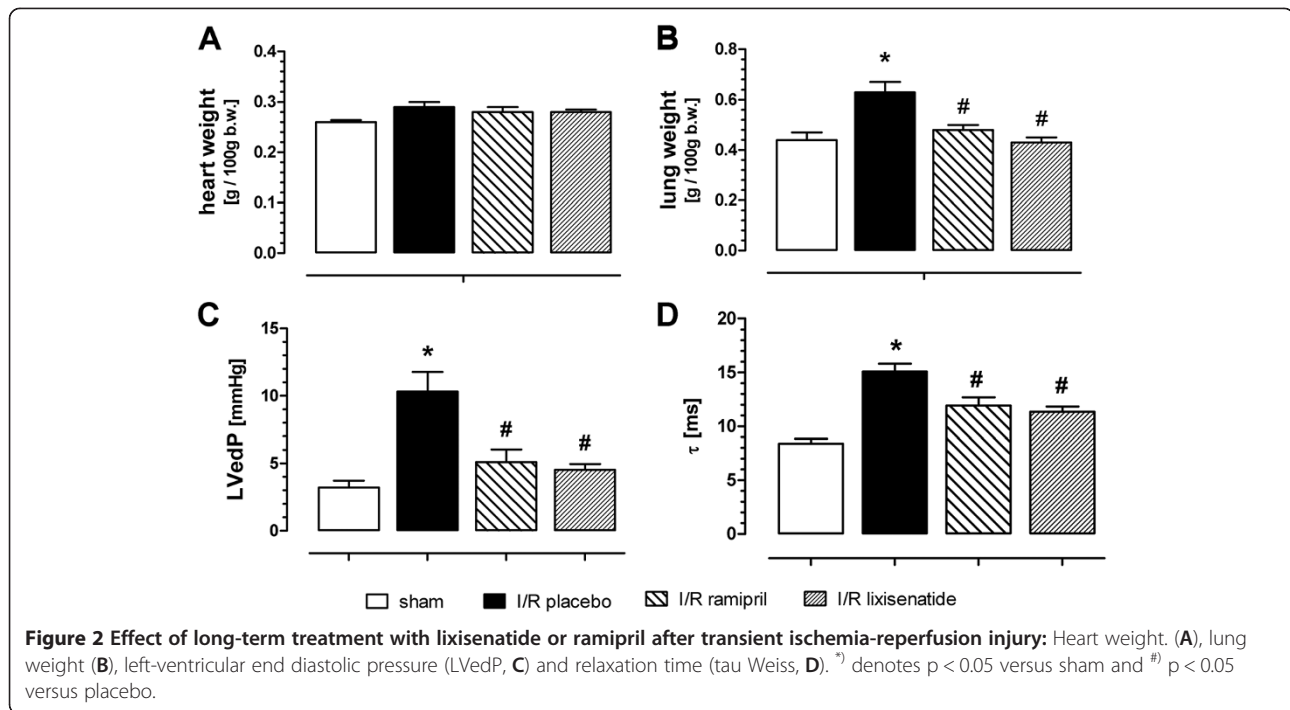 A
heart weight
[g / 100g b.w.]
0.4
0.3
0.2
0.1
0.0
B
lung weight
[g / 100g b.w.]
0.8
0.6
0.4
0.2
0.0
*
#
#
C
LVedP [mmHg]
15
10
5
0
*
#
#
D
τ [ms]
20
15
10
5
0
*
#
#
sham I/R placebo I/R ramipril I/R lixisenatide
Figure 2 Effect of long-term treatment with lixisenatide or ramipril after transient ischemia-reperfusion injury: Heart weight. (A), lung
weight (B), left-ventricular end diastolic pressure (LVedP, C) and relaxation time (tau Weiss, D). *) denotes p < 0.05 versus sham and #) p < 0.05
versus placebo.